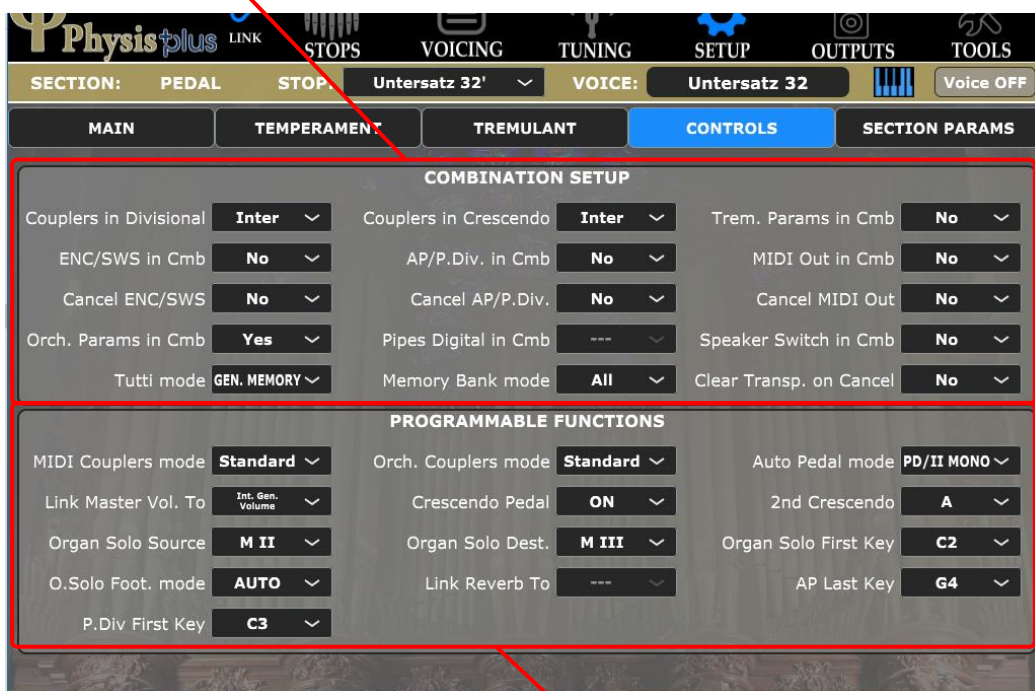 Physis plus LINK STOPS VOICING TUNING SETUP OUTPUTS TOOLS
SECTION: PEDAL STOP: Untersatz 32' VOICE: Untersatz 32 Voice OFF
MAIN TEMPERAMENT TREMULANT CONTROLS SECTION PARAMS
COMBINATION SETUP
Couplers in Divisional Inter Couplers in Crescendo Inter Trem. Params in Cmb No
ENC/SWS in Cmb No AP/P.Div. in Cmb No MIDI Out in Cmb No
Cancel ENC/SWS No Cancel AP/P.Div. No Cancel MIDI Out No
Orch. Params in Cmb Yes Pipes Digital in Cmb --- Speaker Switch in Cmb No
Tutti mode GEN. MEMORY Memory Bank mode All Clear Transp. on Cancel No
PROGRAMMABLE FUNCTIONS
MIDI Couplers mode Standard Orch. Couplers mode Standard Auto Pedal mode PD/II MONO
Link Master Vol. To Int. Gen. Volume Crescendo Pedal ON 2nd Crescendo A
Organ Solo Source M II Organ Solo Dest. M III Organ Solo First Key C2
O.Solo Foot. mode AUTO Link Reverb To --- AP Last Key G4
P.Div First Key C3